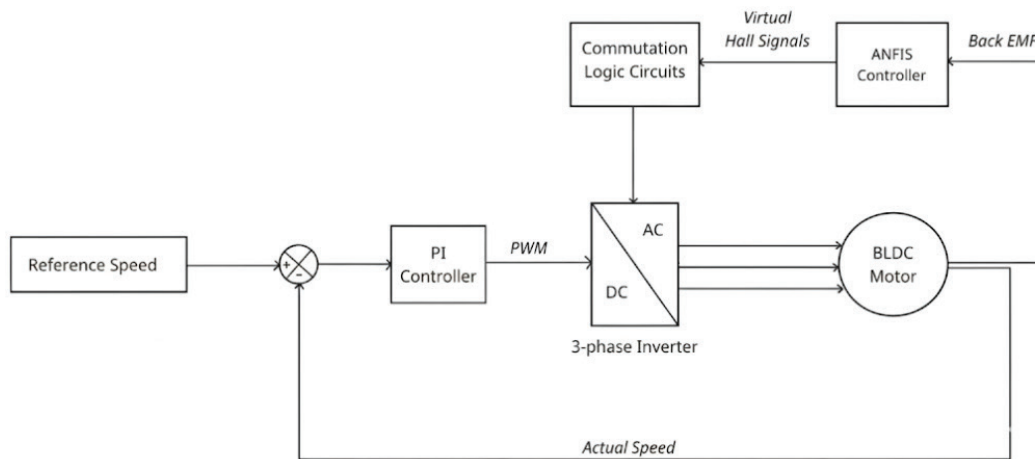 Virtual
Hall Signals
Back EMF
Commutation
Logic Circuits
ANFIS
Controller
AC
DC
Reference Speed
+
-
PI
Controller
PWM
BLDC
Motor
3-phase Inverter
Actual Speed